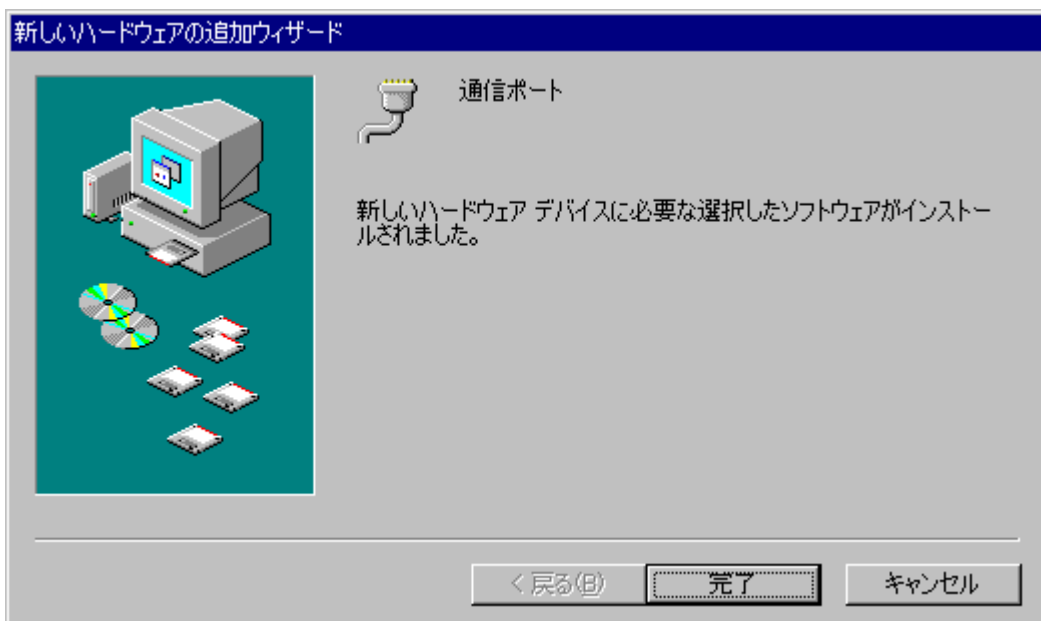 新しいハードウェアの追加ウィザード
通信ポート
新しいハードウェア デバイスに必要な選択したソフトウェアがインストー
ルされました。
< 戻る(B)
完了
キャンセル